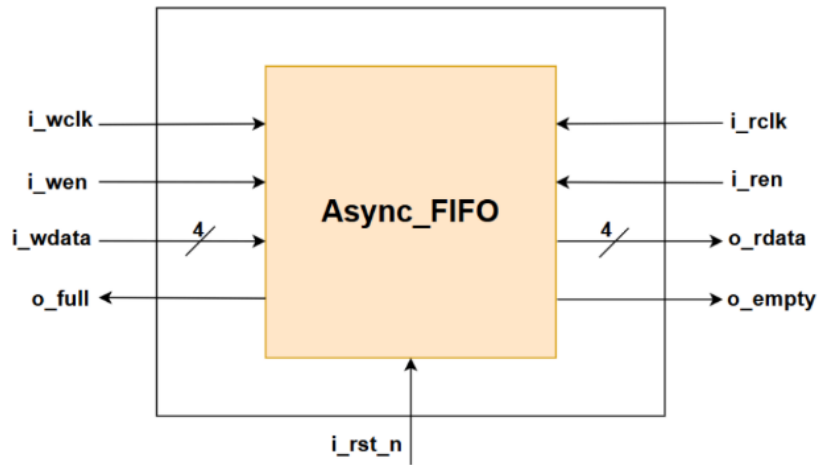 i_wclk
i_rclk
i_wen
i_ren
Async_FIFO
i_wdata
4
4
o_rdata
o_full
o_empty
i_rst_n